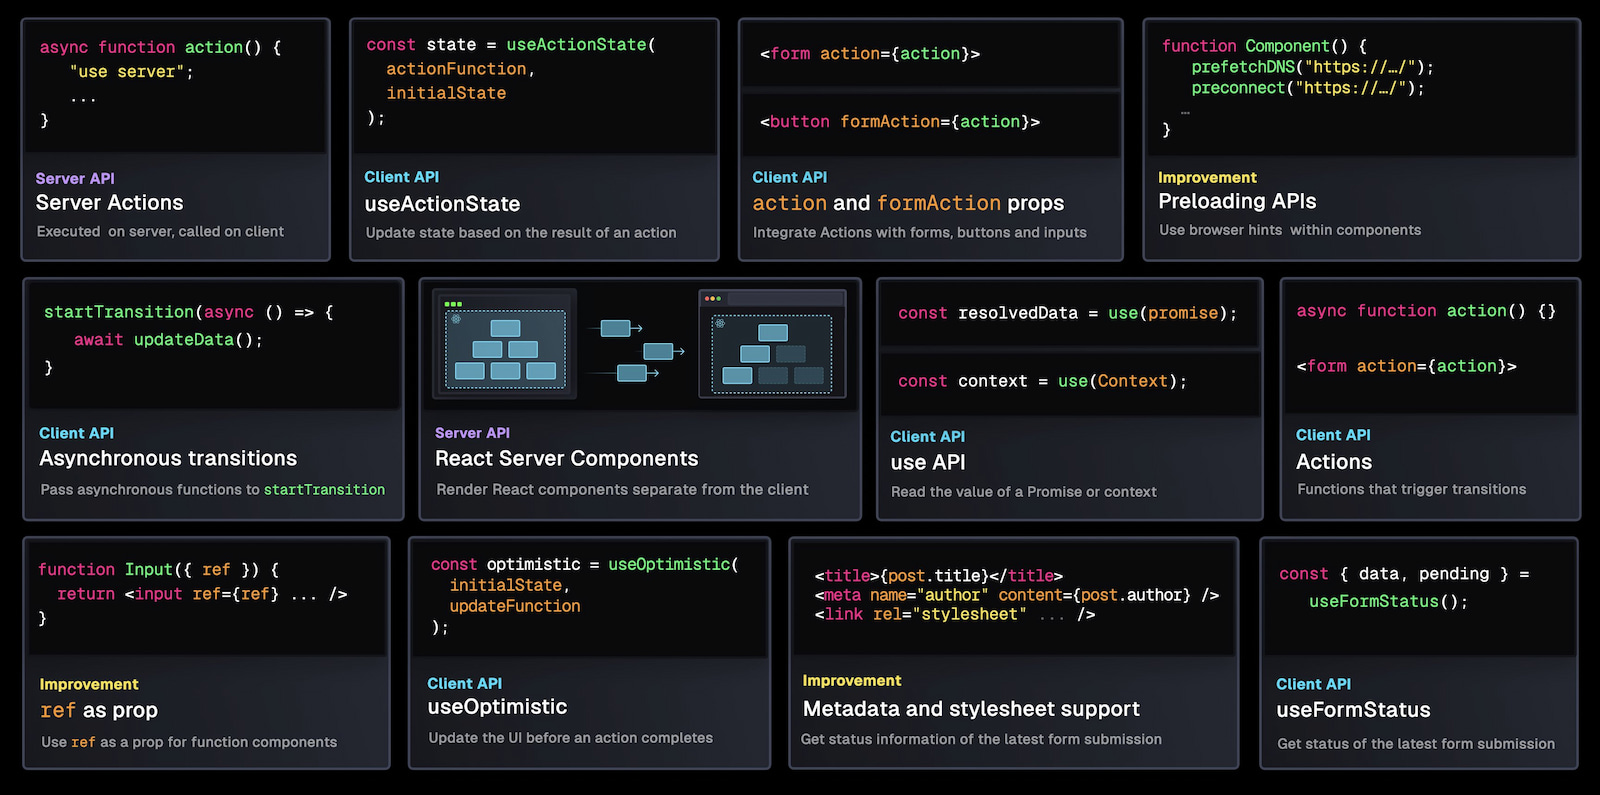 async function action() {
"use server";
...
}
Server API
Server Actions
Executed on server, called on client
const state = useActionState(
actionFunction,
initialState
);
Client API
useActionState
Update state based on the result of an action
<form action={action}>
<button formAction={action}>
Client API
action and formAction props
Integrate Actions with forms, buttons and inputs
function Component() {
prefetchDNS("https://…/");
preconnect("https://…/");
…
}
Improvement
Preloading APIs
Use browser hints within components
startTransition(async () => {
await updateData();
}
Client API
Asynchronous transitions
Pass asynchronous functions to startTransition
Server API
React Server Components
Render React components separate from the client
const resolvedData = use(promise);
const context = use(Context);
Client API
use API
Read the value of a Promise or context
async function action() {}
<form action={action}>
Client API
Actions
Functions that trigger transitions
function Input({ ref }) {
return <input ref={ref} ... />
}
Improvement
ref as prop
Use ref as a prop for function components
const optimistic = useOptimistic(
initialState,
updateFunction
);
Client API
useOptimistic
Update the UI before an action completes
<title>{post.title}</title>
<meta name="author" content={post.author} />
<link rel="stylesheet" ... />
Improvement
Metadata and stylesheet support
Get status information of the latest form submission
const { data, pending } =
useFormStatus();
Client API
useFormStatus
Get status of the latest form submission